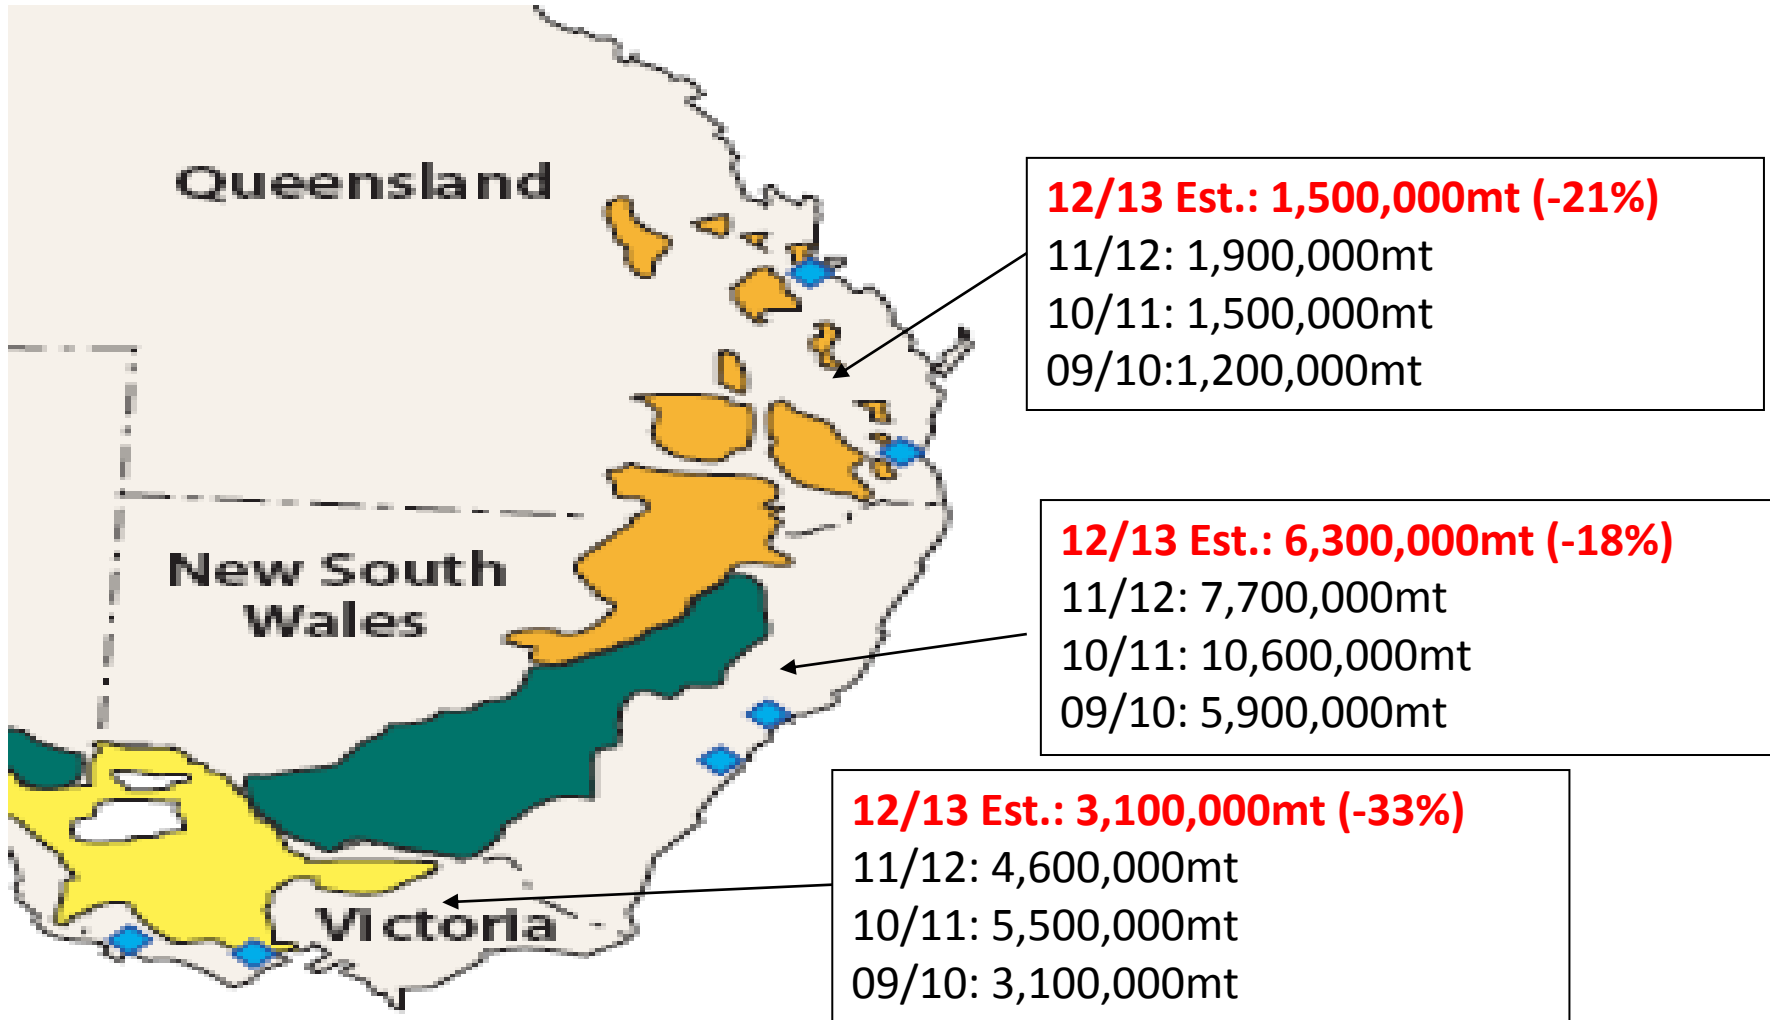 Queensland
12/13 Est.: 1,500,000mt (-21%)
11/12: 1,900,000mt
10/11: 1,500,000mt
09/10:1,200,000mt
New South
Wales
12/13 Est.: 6,300,000mt (-18%)
11/12: 7,700,000mt
10/11: 10,600,000mt
09/10: 5,900,000mt
Victoria
12/13 Est.: 3,100,000mt (-33%)
11/12: 4,600,000mt
10/11: 5,500,000mt
09/10: 3,100,000mt